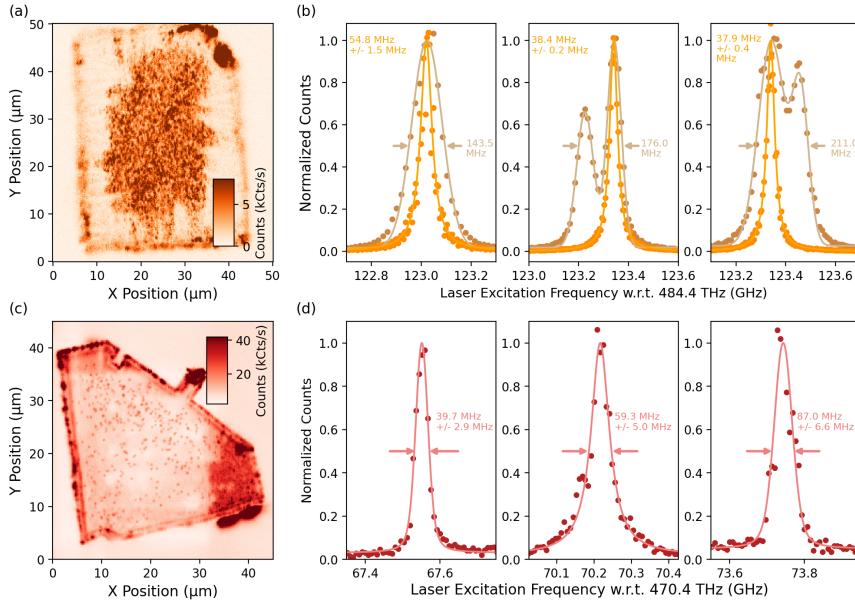 (a)
50
40
30
20
10
0
Y Position (μm)
0
10
20
30
40
50
X Position (μm)
5
0
Counts (kCts/s)
(b)
Normalized Counts
1.0
0.8
0.6
0.4
0.2
0.0
54.8 MHz
+/- 1.5 MHz
143.5
MHz
122.8
123.0
38.4 MHz
+/- 0.2 MHz
176.0
MHz
123.0
123.2
123.4
123.6
37.9 MHz
+/- 0.4
MHz
211.0
MHz
123.2
123.4
123.6
Laser Excitation Frequency w.r.t. 484.4 THz (GHz)
(c)
40
30
20
10
0
Y Position (μm)
0
10
20
30
40
X Position (μm)
40
20
Counts (kCts/s)
(d)
Normalized Counts
1.0
0.8
0.6
0.4
0.2
0.0
39.7 MHz
+/- 2.9 MHz
67.4
67.6
59.3 MHz
+/- 5.0 MHz
70.1
70.2
70.3
70.4
87.0 MHz
+/- 6.6 MHz
73.6
73.8
Laser Excitation Frequency w.r.t. 470.4 THz (GHz)